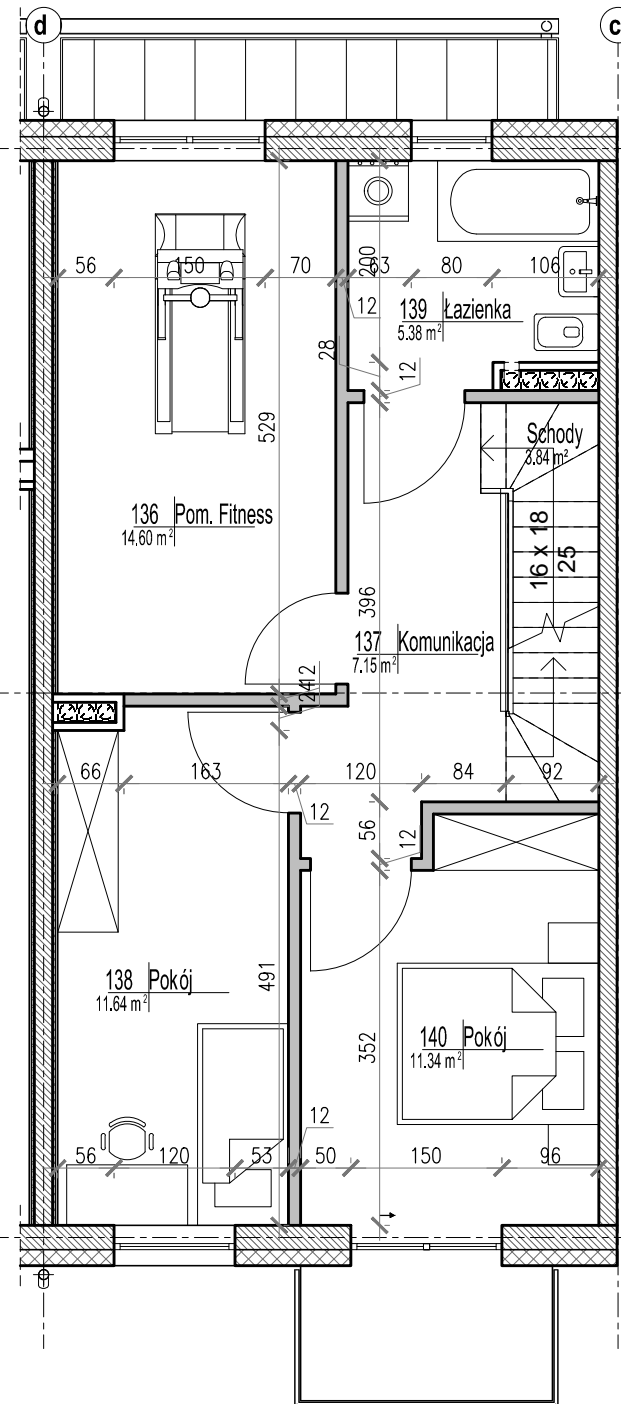 d
c
56
150
70
63
80
106
200
12
139 Łazienka
5.38 m²
28
12
529
Schody
3.84 m²
136 Pom. Fitness
14.60 m²
16 x 18
25
396
137 Komunikacja
7.15 m²
12
24
66
163
120
84
92
12
56
12
138 Pokój
11.64 m²
491
352
140 Pokój
11.34 m²
12
56
120
53
50
150
96